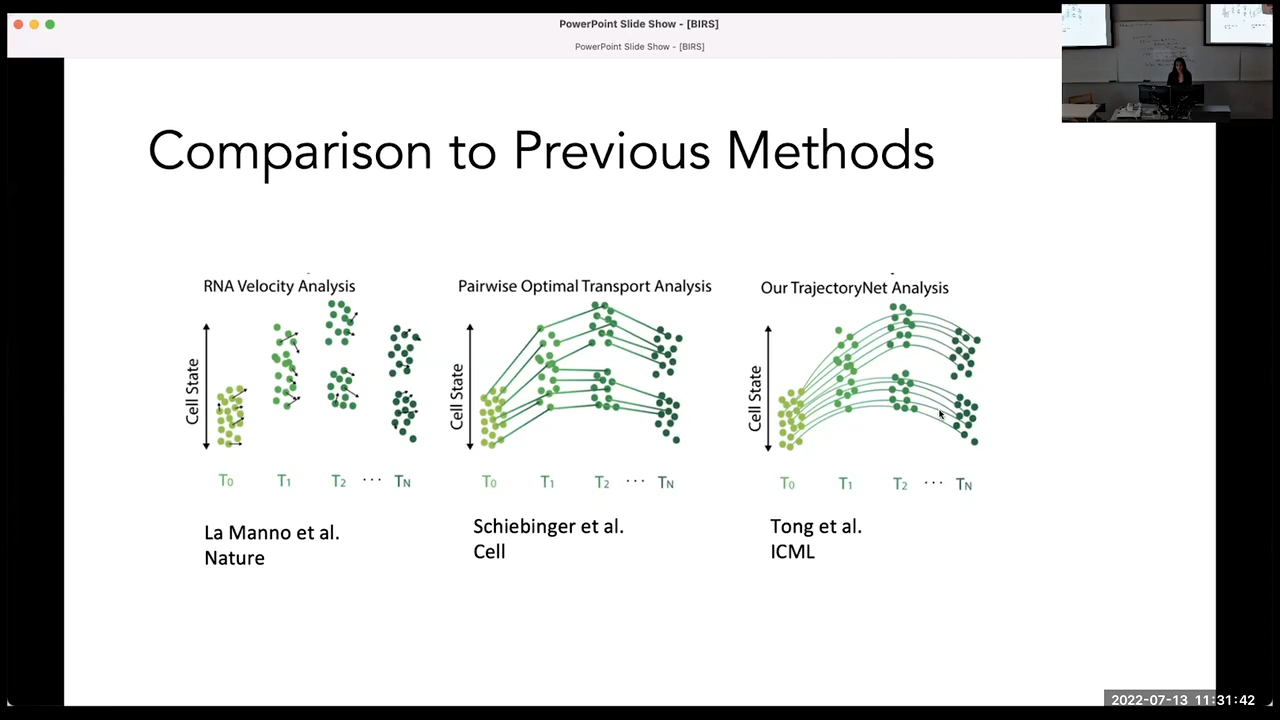 PowerPoint Slide Show - [BIRS]
PowerPoint Slide Show - [BIRS]
Comparison to Previous Methods
RNA Velocity Analysis
Cell State
T0 T1 T2 ... TN
La Manno et al.
Nature
Pairwise Optimal Transport Analysis
Cell State
T0 T1 T2 ... TN
Schiebinger et al.
Cell
Our TrajectoryNet Analysis
Cell State
T0 T1 T2 ... TN
Tong et al.
ICML
2022-07-13 11:31:42